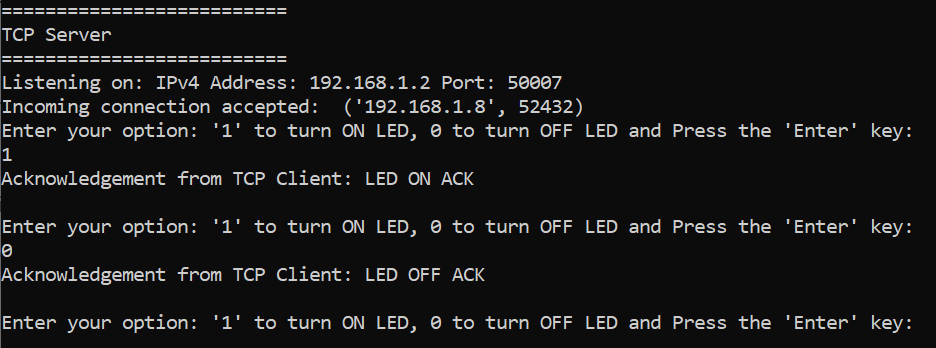 ==========================
TCP Server
==========================
Listening on: IPv4 Address: 192.168.1.2 Port: 50007
Incoming connection accepted:  ('192.168.1.8', 52432)
Enter your option: '1' to turn ON LED, 0 to turn OFF LED and Press the 'Enter' key:
1
Acknowledgement from TCP Client: LED ON ACK
Enter your option: '1' to turn ON LED, 0 to turn OFF LED and Press the 'Enter' key:
0
Acknowledgement from TCP Client: LED OFF ACK
Enter your option: '1' to turn ON LED, 0 to turn OFF LED and Press the 'Enter' key: